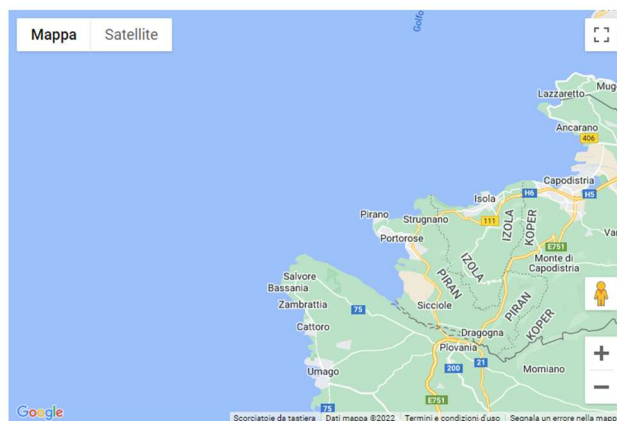 Mappa
Satellite
Golfo
Lazzaretto
Ancarano
406
Capodistria
H6
H5
Isola
111
Pirano
Strugnano
IZOLA
KOPER
Portorose
E751
Monte di
Capodistria
IZOLA
PIRAN
Salvore
Bassania
Zambrattia
75
Sicciole
PIRAN
KOPER
Cattoro
Dragogna
Plovania
21
200
Momiano
Umago
E751
75
Google
Scorciatoie da tastiera
Dati mappa ©2022
Termini e condizioni d'uso
Segnala un errore nella mappa